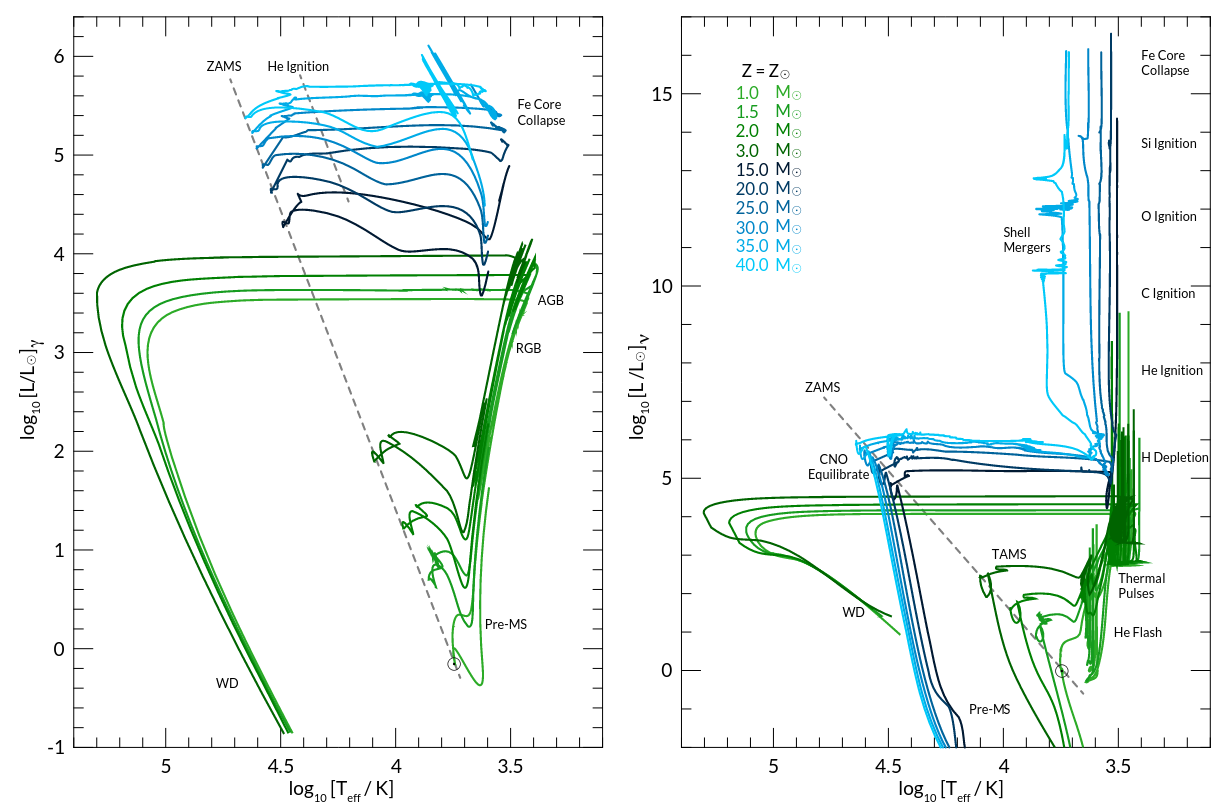 ZAMS
He Ignition
Fe Core
Collapse
AGB
RGB
Pre-MS
WD
6
5
4
3
2
1
0
-1
5
4.5
4
3.5
log10 [L/L☉]γ
log10 [Teff / K]
Z = Z☉
1.0 M☉
1.5 M☉
2.0 M☉
3.0 M☉
15.0 M☉
20.0 M☉
25.0 M☉
30.0 M☉
35.0 M☉
40.0 M☉
Fe Core
Collapse
Si Ignition
O Ignition
Shell
Mergers
C Ignition
He Ignition
ZAMS
CNO
Equilibrate
H Depletion
TAMS
Thermal
Pulses
WD
He Flash
Pre-MS
15
10
5
0
5
4.5
4
3.5
log10 [L /L☉]ν
log10 [Teff / K]